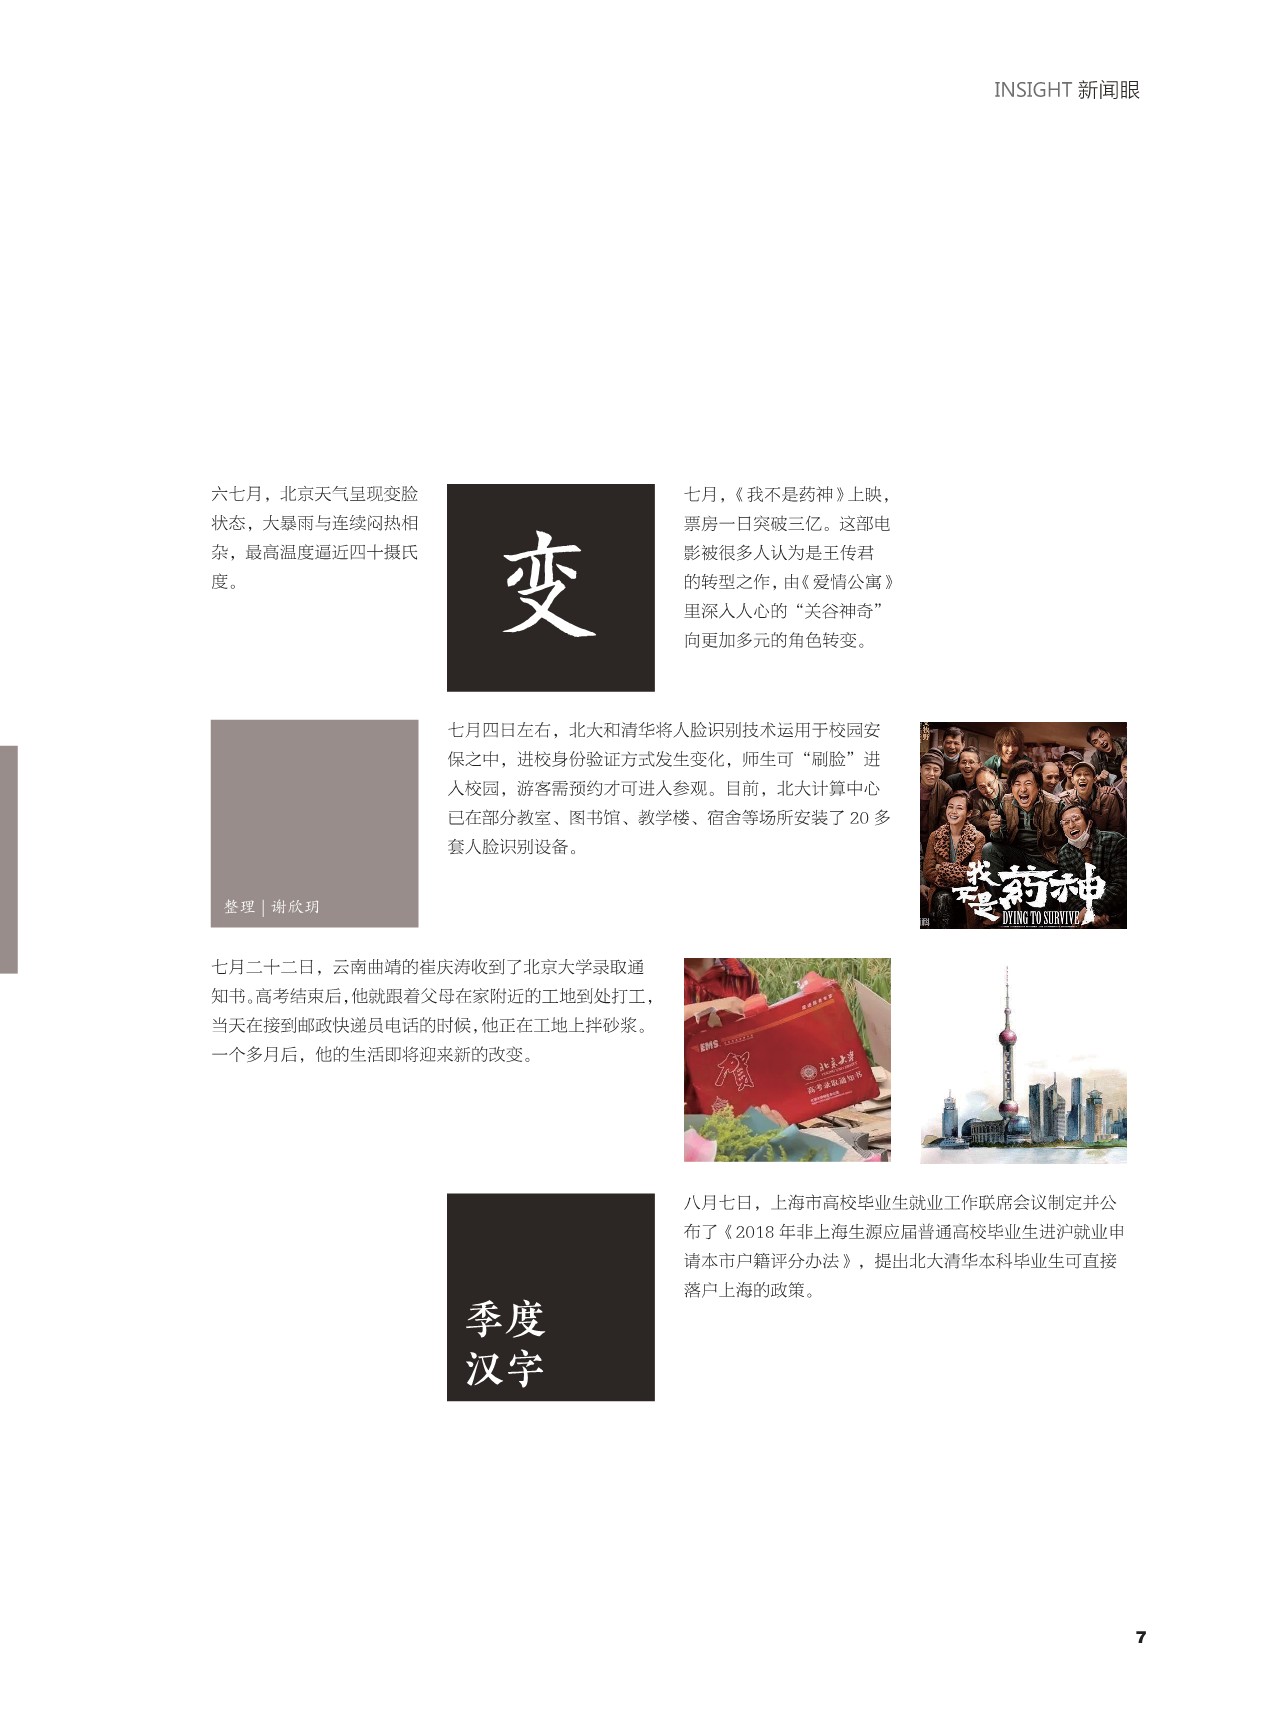 INSIGHT 新闻眼
六七月，北京天气呈现变脸
状态，大暴雨与连续闷热相
杂，最高温度逼近四十摄氏
度。
变
七月，《我不是药神》上映，
票房一日突破三亿。这部电
影被很多人认为是王传君
的转型之作，由《爱情公寓》
里深入人心的“关谷神奇”
向更加多元的角色转变。
整理 | 谢欣玥
七月四日左右，北大和清华将人脸识别技术运用于校园安
保之中，进校身份验证方式发生变化，师生可“刷脸”进
入校园，游客需预约才可进入参观。目前，北大计算中心
已在部分教室、图书馆、教学楼、宿舍等场所安装了 20 多
套人脸识别设备。
我不是药神
DYING TO SURVIVE
七月二十二日，云南曲靖的崔庆涛收到了北京大学录取通
知书。高考结束后，他就跟着父母在家附近的工地到处打工，
当天在接到邮政快递员电话的时候，他正在工地上拌砂浆。
一个多月后，他的生活即将迎来新的改变。
EMS
贺
北京大学
高考录取通知书
季度
汉字
八月七日，上海市高校毕业生就业工作联席会议制定并公
布了《2018 年非上海生源应届普通高校毕业生进沪就业申
请本市户籍评分办法》，提出北大清华本科毕业生可直接
落户上海的政策。
7